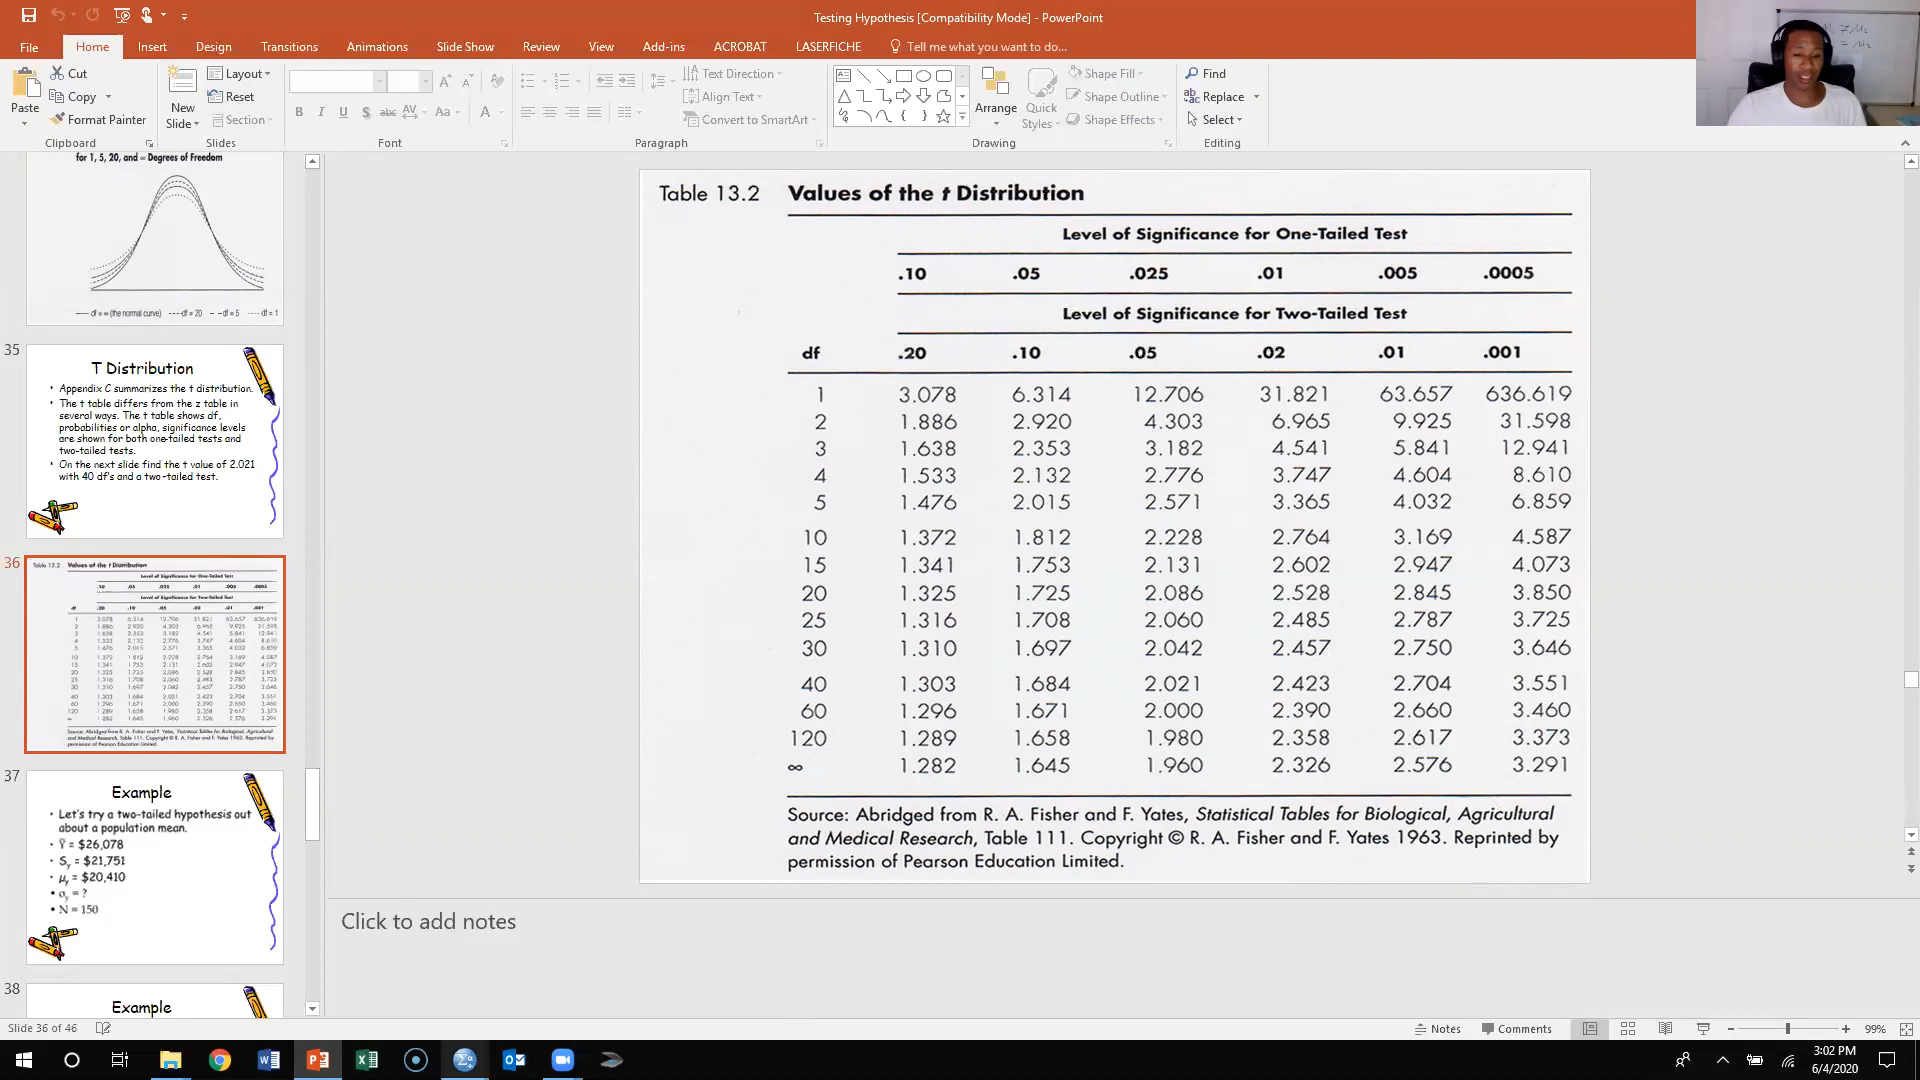 Testing Hypothesis [Compatibility Mode] - PowerPoint
File Home Insert Design Transitions Animations Slide Show Review View Add-ins ACROBAT LASERFICHE Tell me what you want to do...
Paste
Cut
Copy
Format Painter
Clipboard
New Slide
Layout
Reset
Section
Slides
B I U S abc AV Aa A
Font
Text Direction
Align Text
Convert to SmartArt
Paragraph
Arrange
Quick Styles
Shape Fill
Shape Outline
Shape Effects
Drawing
Find
Replace
Select
Editing
for 1, 5, 20, and ∞ Degrees of Freedom
df = ∞ (the normal curve) df = 20 df = 5 df = 1
35
T Distribution
• Appendix C summarizes the t distribution.
• The t table differs from the z table in
several ways. The t table shows df,
probabilities or alpha, significance levels
are shown for both one-tailed tests and
two-tailed tests.
• On the next slide find the t value of 2.021
with 40 df's and a two-tailed test.
36
37
Example
• Let's try a two-tailed hypothesis out
about a population mean.
• Ȳ = $26,078
• Sy = $21,751
• μy = $20,410
• σy = ?
• N = 150
38
Example
Table 13.2 Values of the t Distribution
Level of Significance for One-Tailed Test
.10 .05 .025 .01 .005 .0005
Level of Significance for Two-Tailed Test
df .20 .10 .05 .02 .01 .001
1 3.078 6.314 12.706 31.821 63.657 636.619
2 1.886 2.920 4.303 6.965 9.925 31.598
3 1.638 2.353 3.182 4.541 5.841 12.941
4 1.533 2.132 2.776 3.747 4.604 8.610
5 1.476 2.015 2.571 3.365 4.032 6.859
10 1.372 1.812 2.228 2.764 3.169 4.587
15 1.341 1.753 2.131 2.602 2.947 4.073
20 1.325 1.725 2.086 2.528 2.845 3.850
25 1.316 1.708 2.060 2.485 2.787 3.725
30 1.310 1.697 2.042 2.457 2.750 3.646
40 1.303 1.684 2.021 2.423 2.704 3.551
60 1.296 1.671 2.000 2.390 2.660 3.460
120 1.289 1.658 1.980 2.358 2.617 3.373
∞ 1.282 1.645 1.960 2.326 2.576 3.291
Source: Abridged from R. A. Fisher and F. Yates, Statistical Tables for Biological, Agricultural
and Medical Research, Table 111. Copyright © R. A. Fisher and F. Yates 1963. Reprinted by
permission of Pearson Education Limited.
Click to add notes
Slide 36 of 46
Notes Comments 99%
3:02 PM
6/4/2020